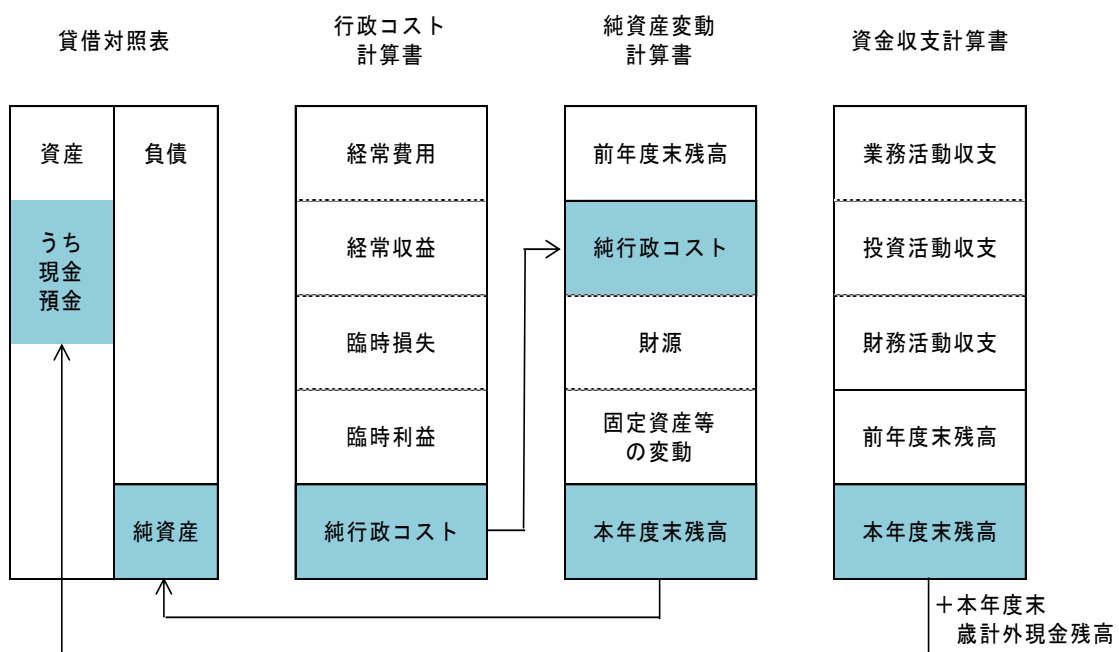 貸借対照表
資産
負債
うち
現金
預金
純資産
行政コスト
計算書
経常費用
経常収益
臨時損失
臨時利益
純行政コスト
純資産変動
計算書
前年度末残高
純行政コスト
財源
固定資産等
の変動
本年度末残高
資金収支計算書
業務活動収支
投資活動収支
財務活動収支
前年度末残高
本年度末残高
＋本年度末
歳計外現金残高